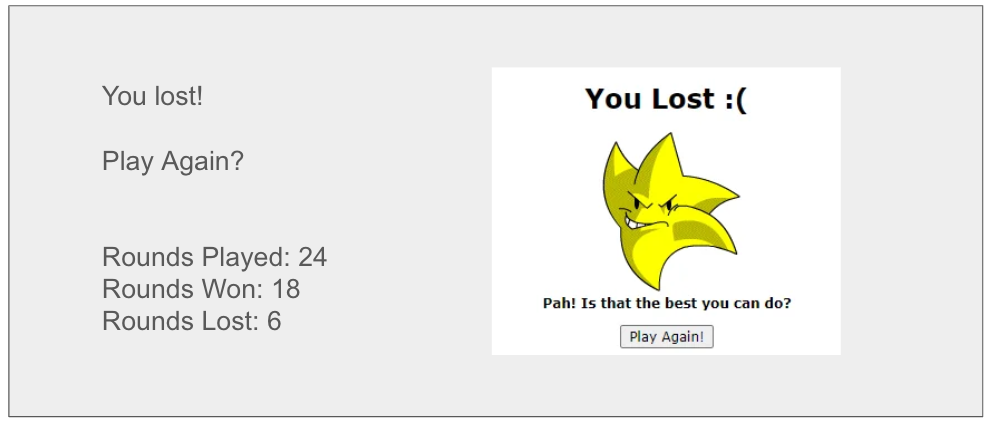 You lost!
Play Again?
Rounds Played: 24
Rounds Won: 18
Rounds Lost: 6
You Lost :(
Pah! Is that the best you can do?
Play Again!